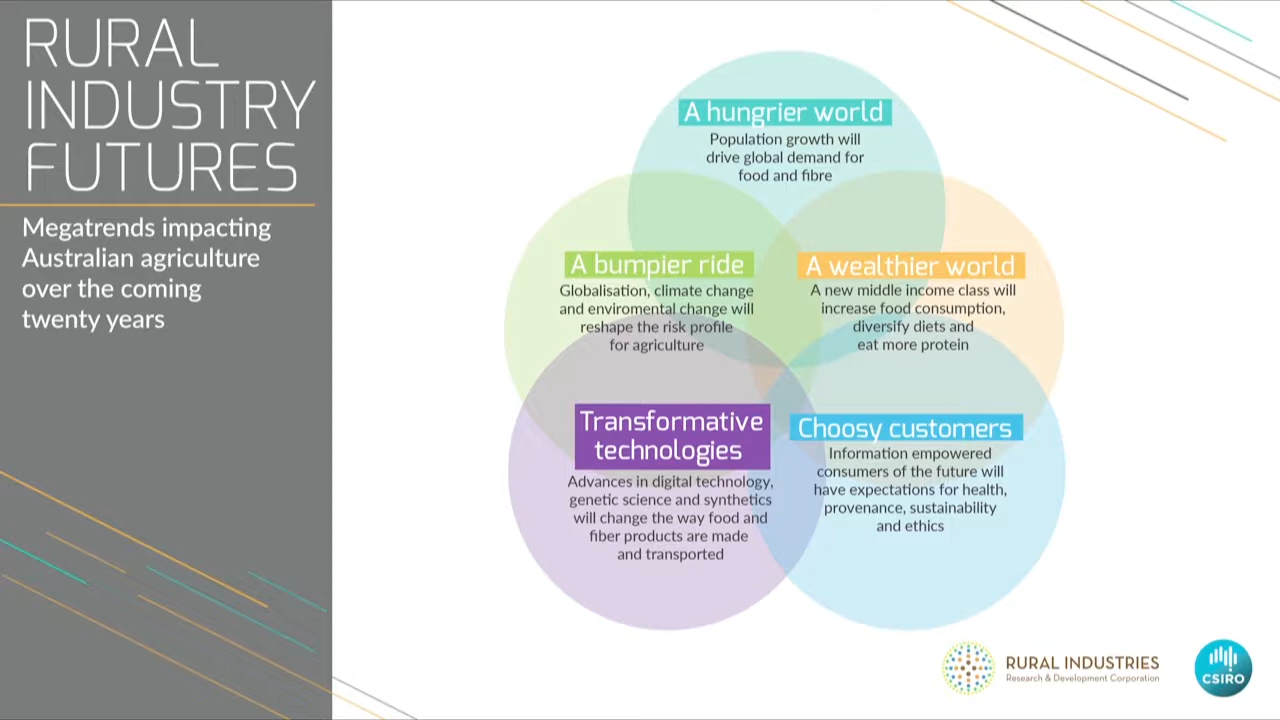 RURAL
INDUSTRY
FUTURES
Megatrends impacting
Australian agriculture
over the coming
twenty years
A hungrier world
Population growth will
drive global demand for
food and fibre
A bumpier ride
Globalisation, climate change
and enviromental change will
reshape the risk profile
for agriculture
A wealthier world
A new middle income class will
increase food consumption,
diversify diets and
eat more protein
Transformative
technologies
Advances in digital technology,
genetic science and synthetics
will change the way food and
fiber products are made
and transported
Choosy customers
Information empowered
consumers of the future will
have expectations for health,
provenance, sustainability
and ethics
RURAL INDUSTRIES
Research & Development Corporation
CSIRO